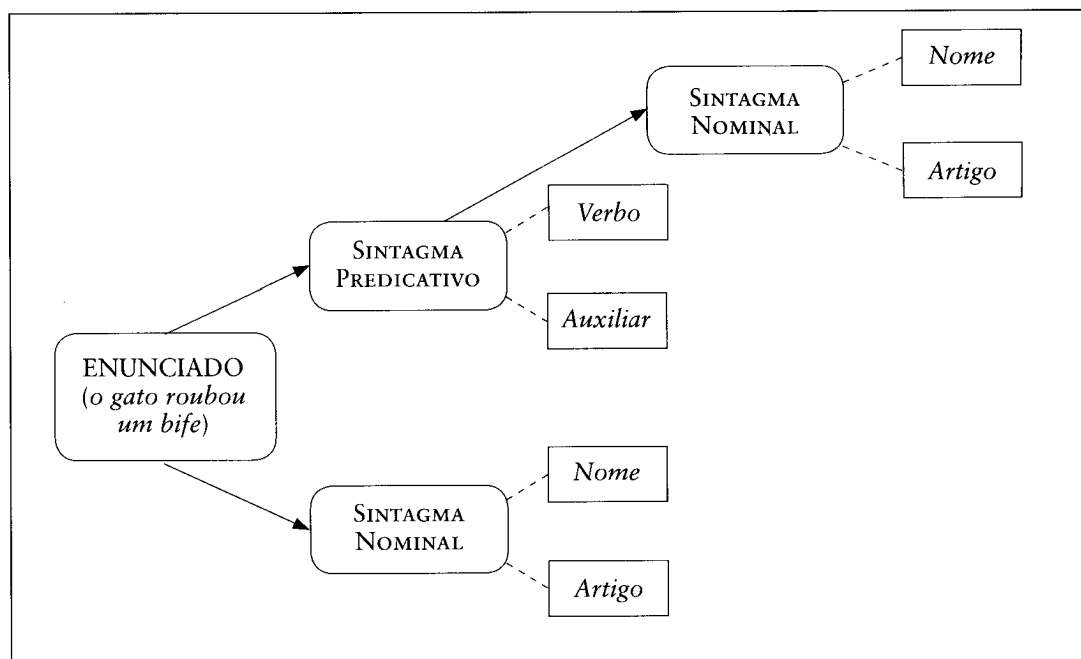 Nome
SINTAGMA
NOMINAL
Artigo
Verbo
SINTAGMA
PREDICATIVO
Auxiliar
ENUNCIADO
(o gato roubou
um bife)
Nome
SINTAGMA
NOMINAL
Artigo